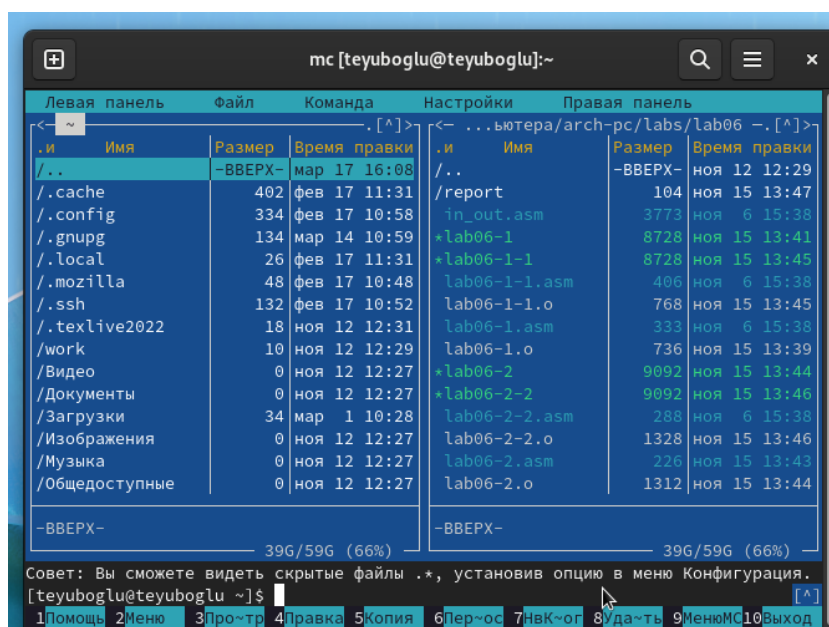 mc [teyuboglu@teyuboglu]:~
Левая панель Файл Команда Настройки Правая панель
<— ~ .[^]> <— ...ьютера/arch-pc/labs/lab06 —.[^]>
.и Имя Размер Время правки .и Имя Размер Время правки
/.. -ВВЕРХ- мар 17 16:08 /.. -ВВЕРХ- ноя 12 12:29
/.cache 402 фев 17 11:31 /report 104 ноя 15 13:47
/.config 334 фев 17 10:58 in_out.asm 3773 ноя 6 15:38
/.gnupg 134 мар 14 10:59 *lab06-1 8728 ноя 15 13:41
/.local 26 фев 17 11:31 *lab06-1-1 8728 ноя 15 13:45
/.mozilla 48 фев 17 10:48 lab06-1-1.asm 406 ноя 6 15:38
/.ssh 132 фев 17 10:52 lab06-1-1.o 768 ноя 15 13:45
/.texlive2022 18 ноя 12 12:31 lab06-1.asm 333 ноя 6 15:38
/work 10 ноя 12 12:29 lab06-1.o 736 ноя 15 13:39
/Видео 0 ноя 12 12:27 *lab06-2 9092 ноя 15 13:44
/Документы 0 ноя 12 12:27 *lab06-2-2 9092 ноя 15 13:46
/Загрузки 34 мар 1 10:28 lab06-2-2.asm 288 ноя 6 15:38
/Изображения 0 ноя 12 12:27 lab06-2-2.o 1328 ноя 15 13:46
/Музыка 0 ноя 12 12:27 lab06-2.asm 226 ноя 15 13:43
/Общедоступные 0 ноя 12 12:27 lab06-2.o 1312 ноя 15 13:44
-ВВЕРХ- -ВВЕРХ-
39G/59G (66%) 39G/59G (66%)
Совет: Вы сможете видеть скрытые файлы .*, установив опцию в меню Конфигурация.
[teyuboglu@teyuboglu ~]$ [^]
1Помощь 2Меню 3Про~тр 4Правка 5Копия 6Пер~ос 7НвК~ог 8Уда~ть 9МенюMC 10Выход